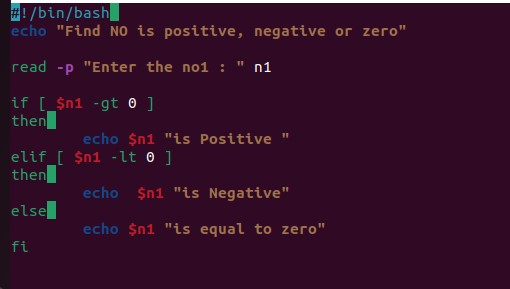 #!/bin/bash
echo "Find NO is positive, negative or zero"
read -p "Enter the no1 : " n1
if [ $n1 -gt 0 ]
then
echo $n1 "is Positive "
elif [ $n1 -lt 0 ]
then
echo  $n1 "is Negative"
else
echo $n1 "is equal to zero"
fi